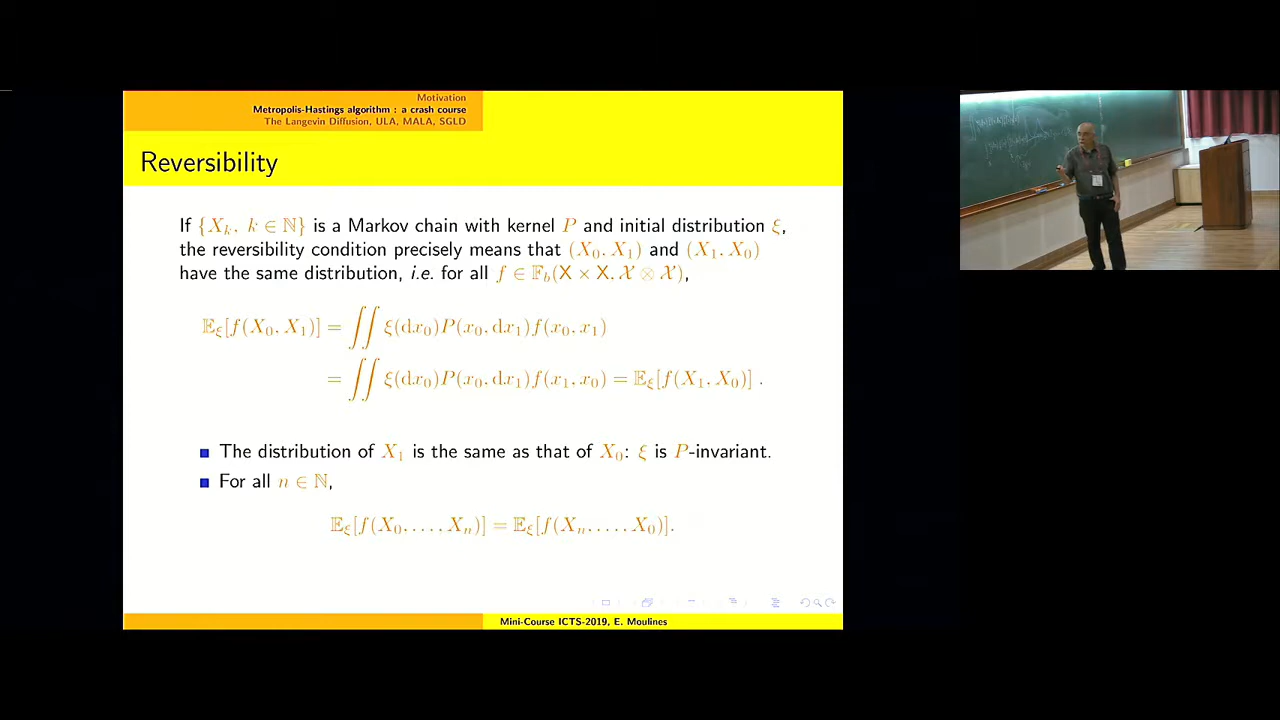 Motivation
Metropolis-Hastings algorithm : a crash course
The Langevin Diffusion, ULA, MALA, SGLD
Reversibility
If {X_k, k ∈ ℕ} is a Markov chain with kernel P and initial distribution ξ,
the reversibility condition precisely means that (X_0, X_1) and (X_1, X_0)
have the same distribution, i.e. for all f ∈ 𝔽_b(X × X, 𝒳 ⊗ 𝒳),
𝔼_ξ[f(X_0, X_1)] = ∬ ξ(dx_0)P(x_0, dx_1)f(x_0, x_1)
= ∬ ξ(dx_0)P(x_0, dx_1)f(x_1, x_0) = 𝔼_ξ[f(X_1, X_0)] .
The distribution of X_1 is the same as that of X_0: ξ is P-invariant.
For all n ∈ ℕ,
𝔼_ξ[f(X_0, . . . , X_n)] = 𝔼_ξ[f(X_n, . . . , X_0)].
Mini-Course ICTS-2019, E. Moulines